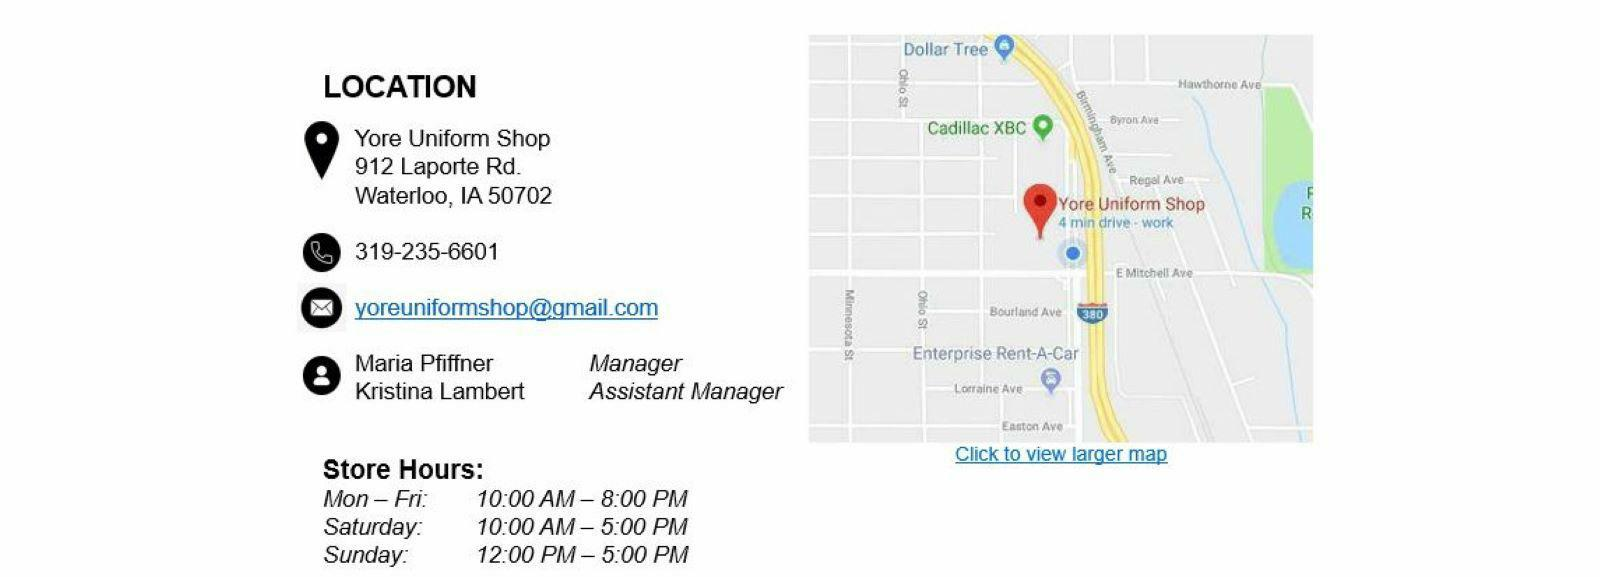 LOCATION
Yore Uniform Shop
912 Laporte Rd.
Waterloo, IA 50702
319-235-6601
yoreuniformshop@gmail.com
Maria Pfiffner Manager
Kristina Lambert Assistant Manager
Store Hours:
Mon – Fri: 10:00 AM – 8:00 PM
Saturday: 10:00 AM – 5:00 PM
Sunday: 12:00 PM – 5:00 PM
Dollar Tree
Ohio St
Hawthorne Ave
Birmingham Ave
Byron Ave
Cadillac XBC
Regal Ave
Yore Uniform Shop
4 min drive - work
E Mitchell Ave
Minnesota St
Ohio St
Bourland Ave
380
Enterprise Rent-A-Car
Lorraine Ave
Easton Ave
Click to view larger map